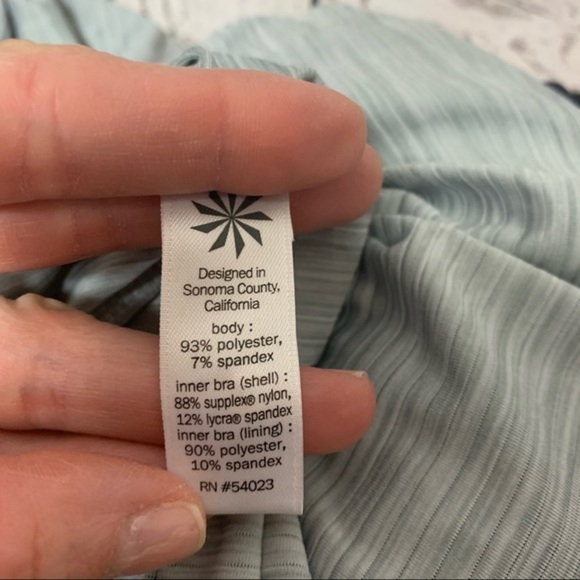 Designed in
Sonoma County,
California
body :
93% polyester,
7% spandex
inner bra (shell) :
88% supplex® nylon,
12% lycra® spandex
inner bra (lining) :
90% polyester,
10% spandex
RN #54023